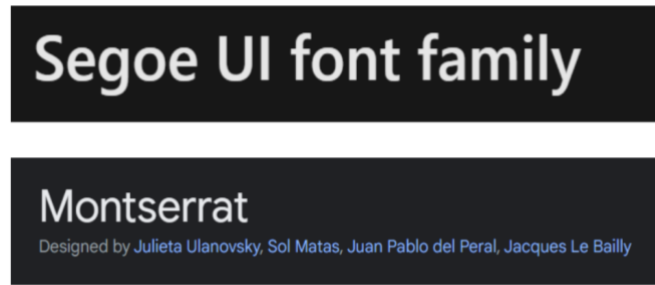 Segoe UI font family
Montserrat
Designed by Julieta Ulanovsky, Sol Matas, Juan Pablo del Peral, Jacques Le Bailly